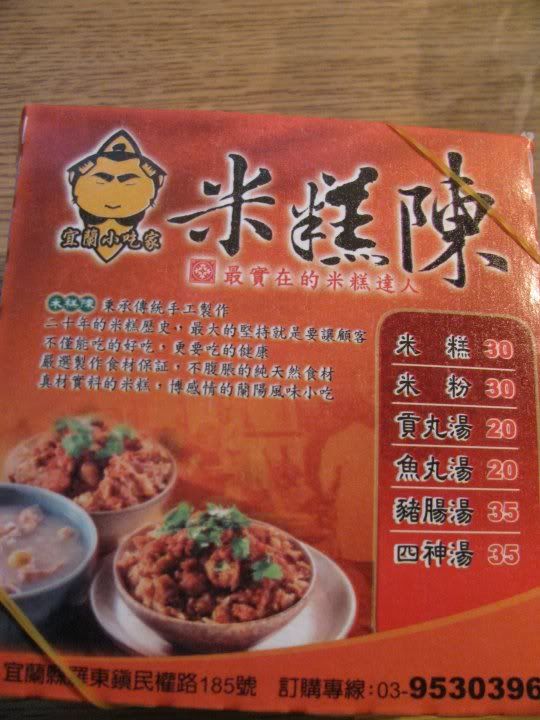 宜蘭小吃家
米糕陳
最實在的米糕達人
米糕陳 秉承傳統手工製作
二十年的米糕歷史，最大的堅持就是要讓顧客
不僅能吃的好吃，更要吃的健康
嚴選製作食材保証，不腹脹的純天然食材
真材實料的米糕，博感情的蘭陽風味小吃
米糕 30
米粉 30
貢丸湯 20
魚丸湯 20
豬腸湯 35
四神湯 35
宜蘭縣羅東鎮民權路185號 訂購專線:03-9530396